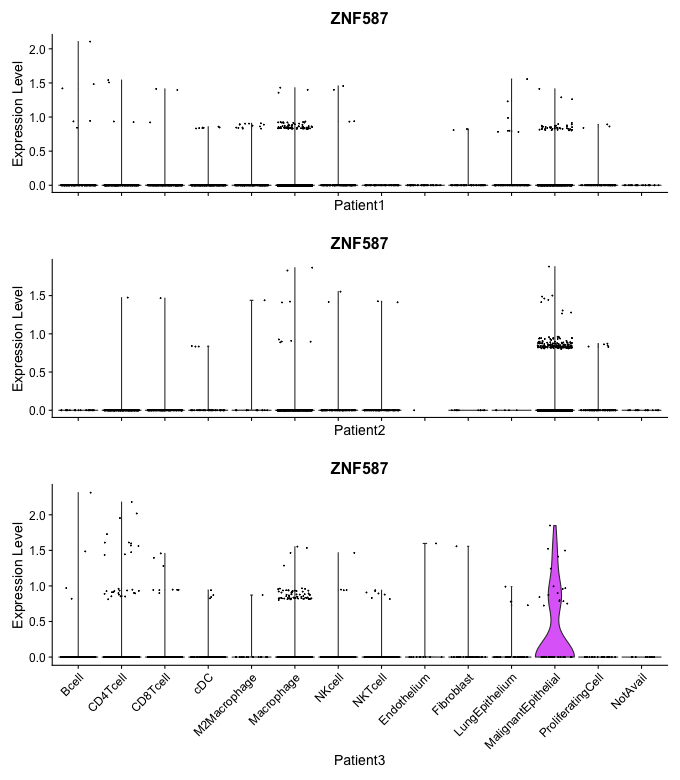 ZNF587
Expression Level
2.0
1.5
1.0
0.5
0.0
Patient1
ZNF587
Expression Level
1.5
1.0
0.5
0.0
Patient2
ZNF587
Expression Level
2.0
1.5
1.0
0.5
0.0
Bcell
CD4Tcell
CD8Tcell
cDC
M2Macrophage
Macrophage
NKcell
NKTcell
Endothelium
Fibroblast
LungEpithelium
MalignantEpithelial
ProliferatingCell
NotAvail
Patient3